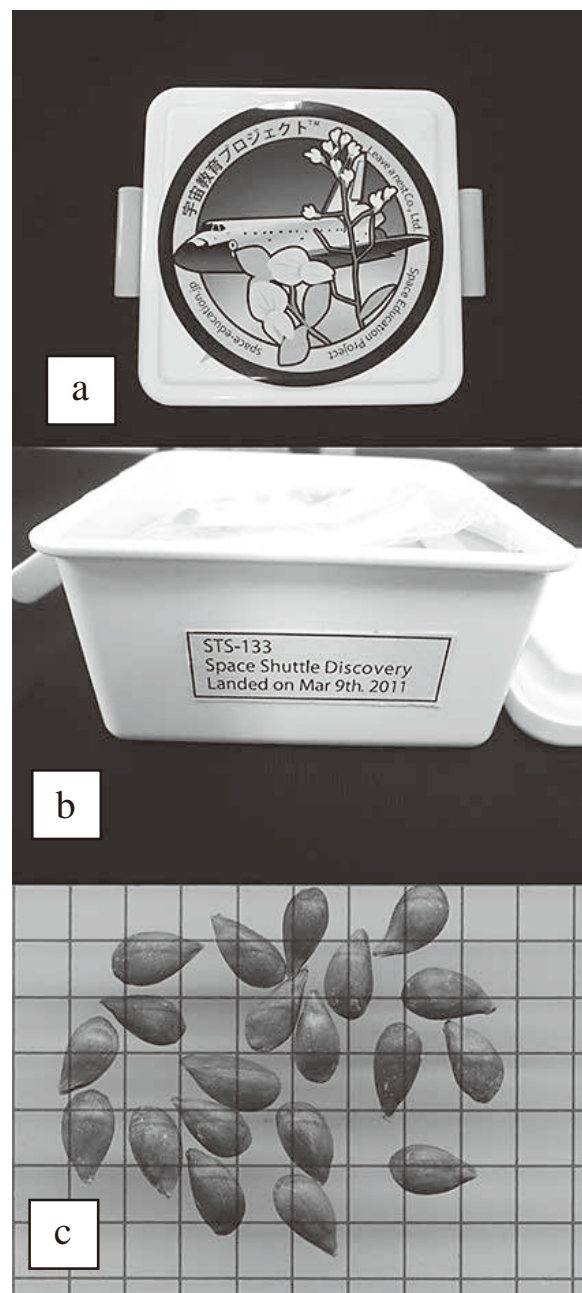 宇宙教育プロジェクト™
Leave a nest Co., Ltd.
Space Education Project
space-education.jp
a
STS-133
Space Shuttle Discovery
Landed on Mar 9th. 2011
b
c